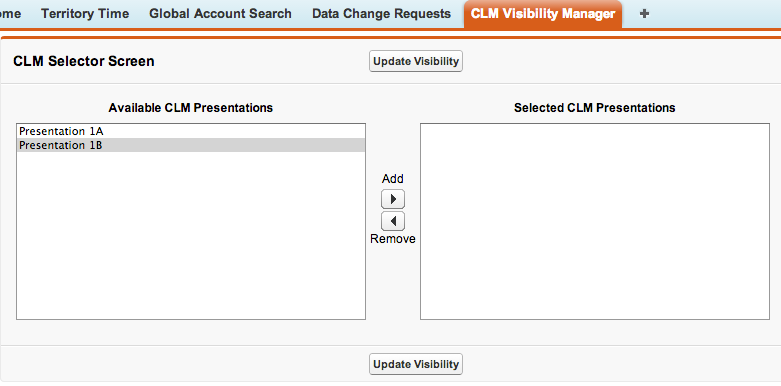 ome Territory Time Global Account Search Data Change Requests CLM Visibility Manager +
CLM Selector Screen Update Visibility
Available CLM Presentations Selected CLM Presentations
Presentation 1A
Presentation 1B
Add
Remove
Update Visibility